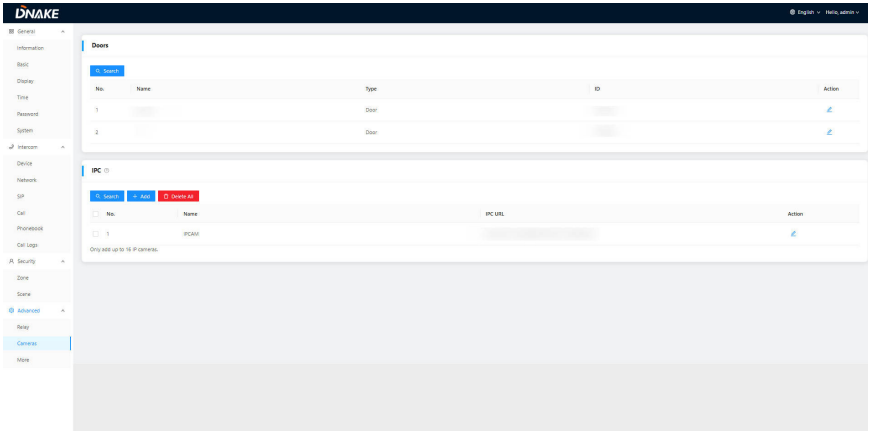 DNAKE
English
Hello, admin
General
Information
Basic
Display
Time
Password
System
Intercom
Device
Network
SIP
Call
Phonebook
Call Logs
Security
Zone
Scene
Advanced
Relay
Cameras
More
Doors
Search
No. Name Type ID Action
1 Door
2 Door
IPC
Search + Add Delete All
No. Name IPC URL Action
1 IPCAM
Only add up to 16 IP cameras.